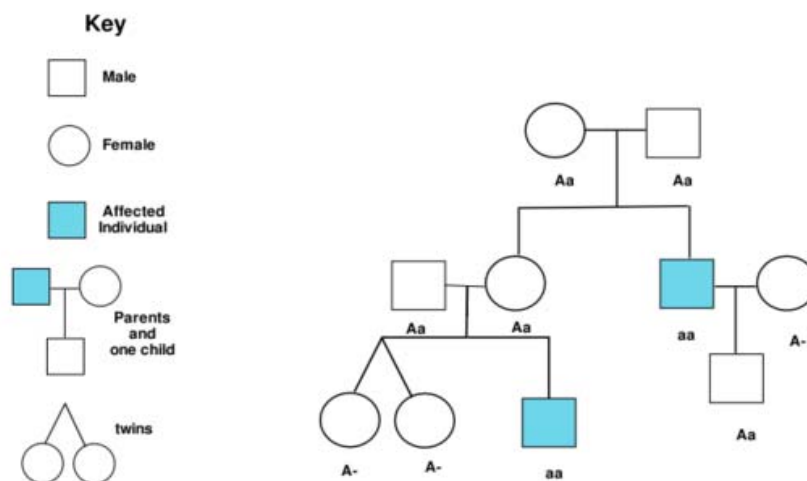 Key
Male
Female
Affected
Individual
Parents
and
one child
twins
Aa
Aa
Aa
Aa
aa
A-
Aa
A-
A-
aa